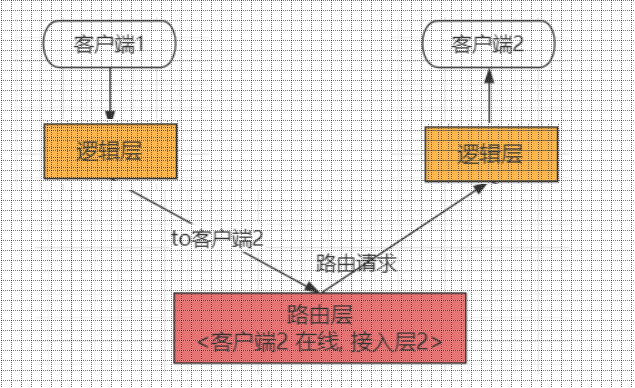 客户端1
客户端2
逻辑层
逻辑层
to客户端2
路由请求
路由层
<客户端2 在线, 接入层2>